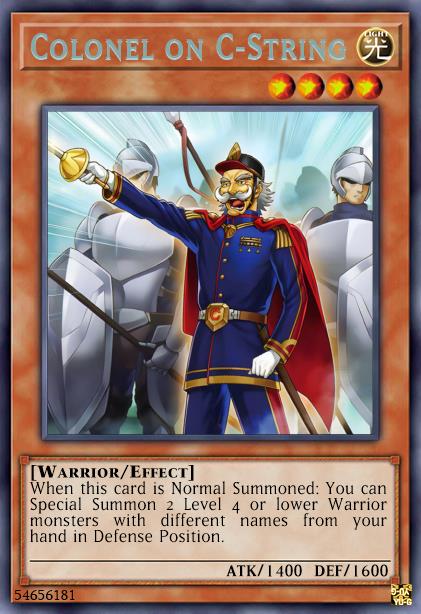 COLONEL ON C-STRING
LIGHT
光
C
[WARRIOR/EFFECT]
When this card is Normal Summoned: You can
Special Summon 2 Level 4 or lower Warrior
monsters with different names from your
hand in Defense Position.
ATK/1400 DEF/1600
54656181